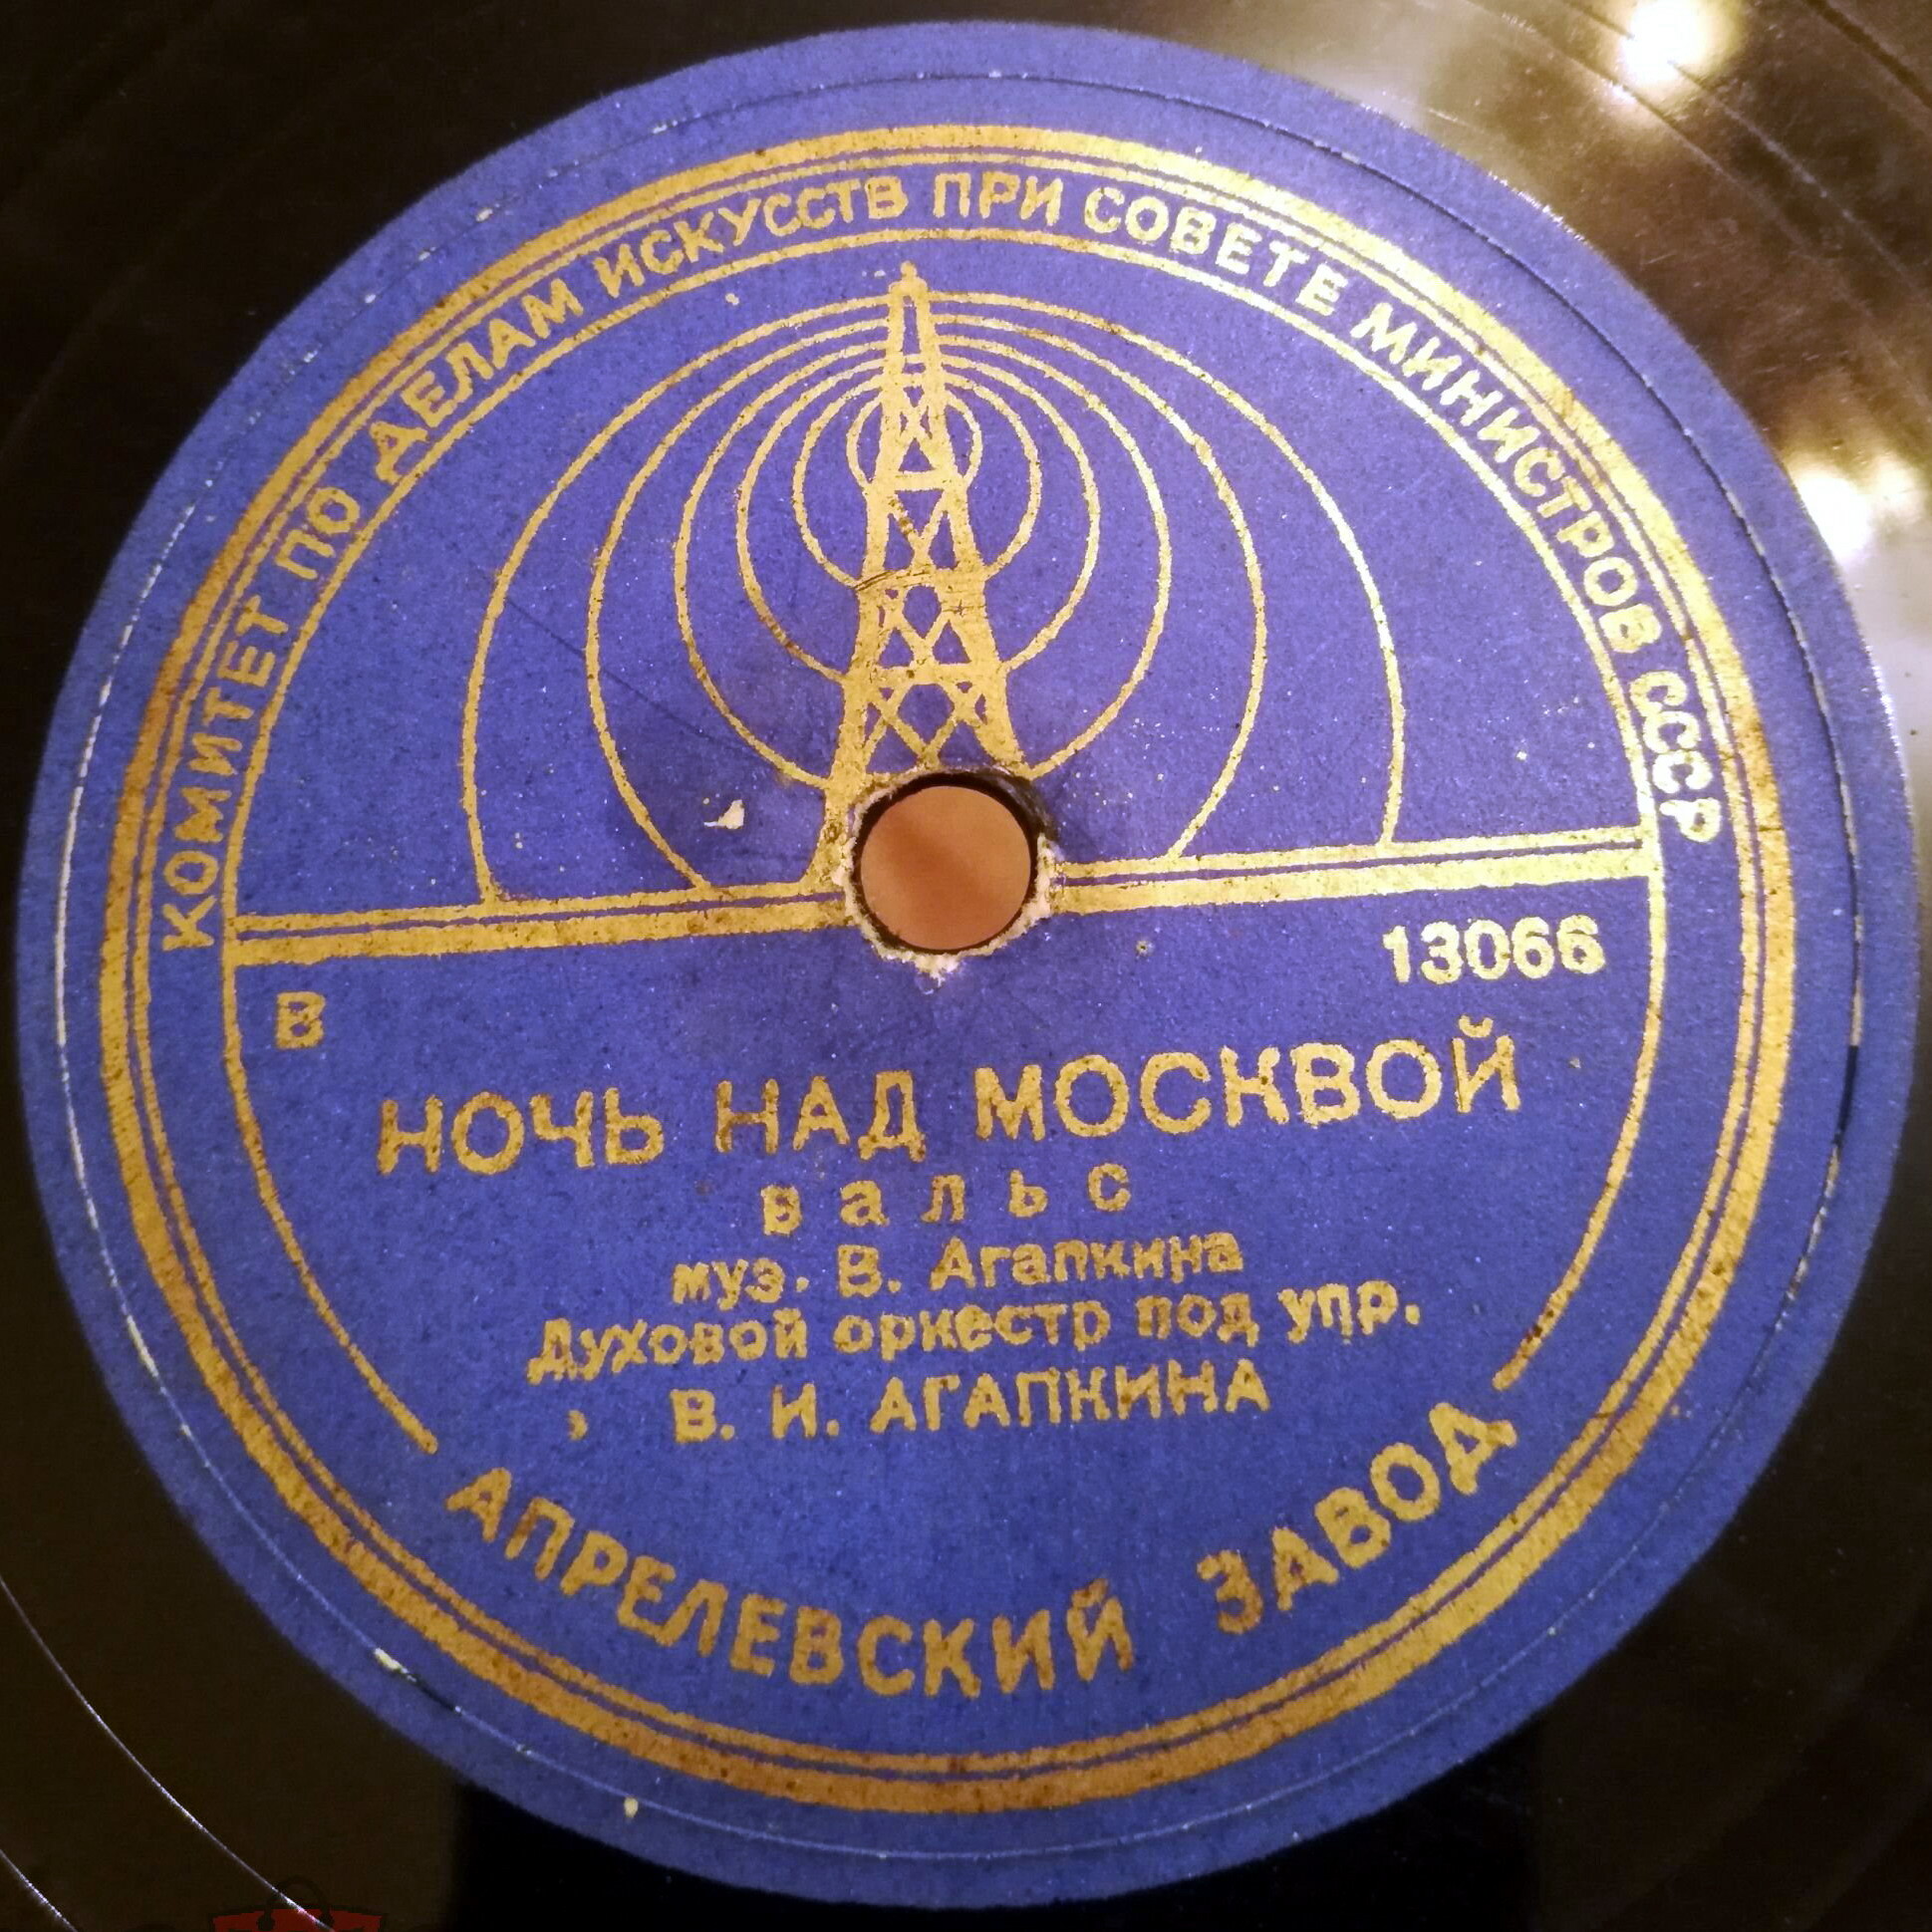 КОМИТЕТ ПО ДЕЛАМ ИСКУССТВ ПРИ СОВЕТЕ МИНИСТРОВ СССР
В 13066
НОЧЬ НАД МОСКВОЙ
вальс
муз. В. Агапкина
Духовой оркестр под упр.
В. И. АГАПКИНА
АПРЕЛЕВСКИЙ ЗАВОД